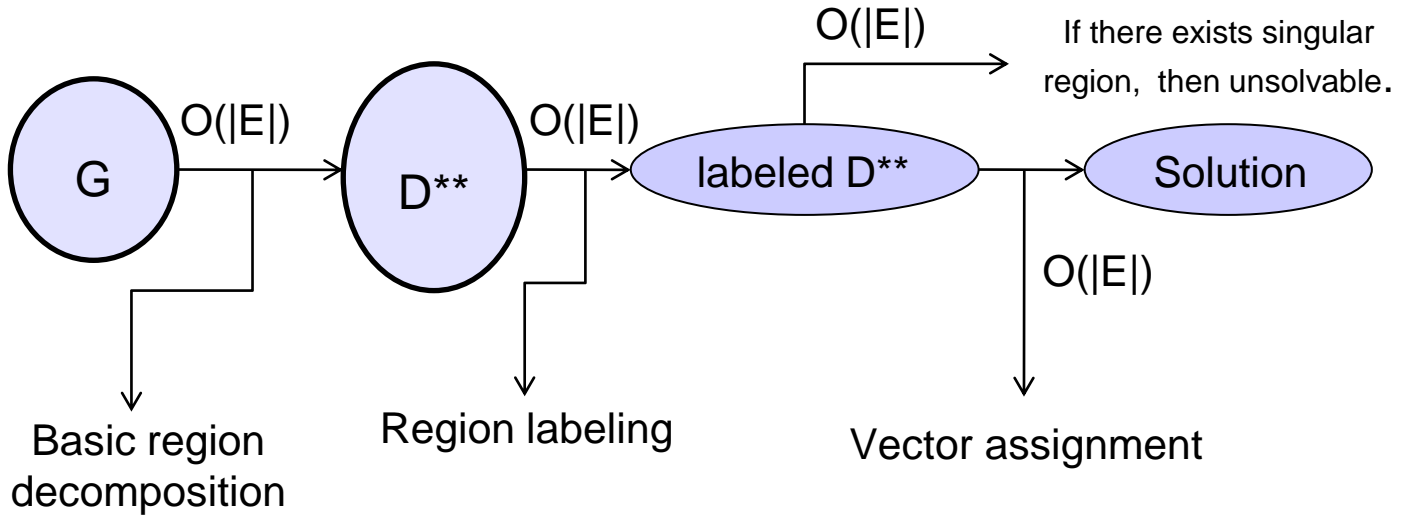 G
O(|E|)
D**
O(|E|)
labeled D**
O(|E|)
If there exists singular
region, then unsolvable.
Solution
O(|E|)
Basic region
decomposition
Region labeling
Vector assignment